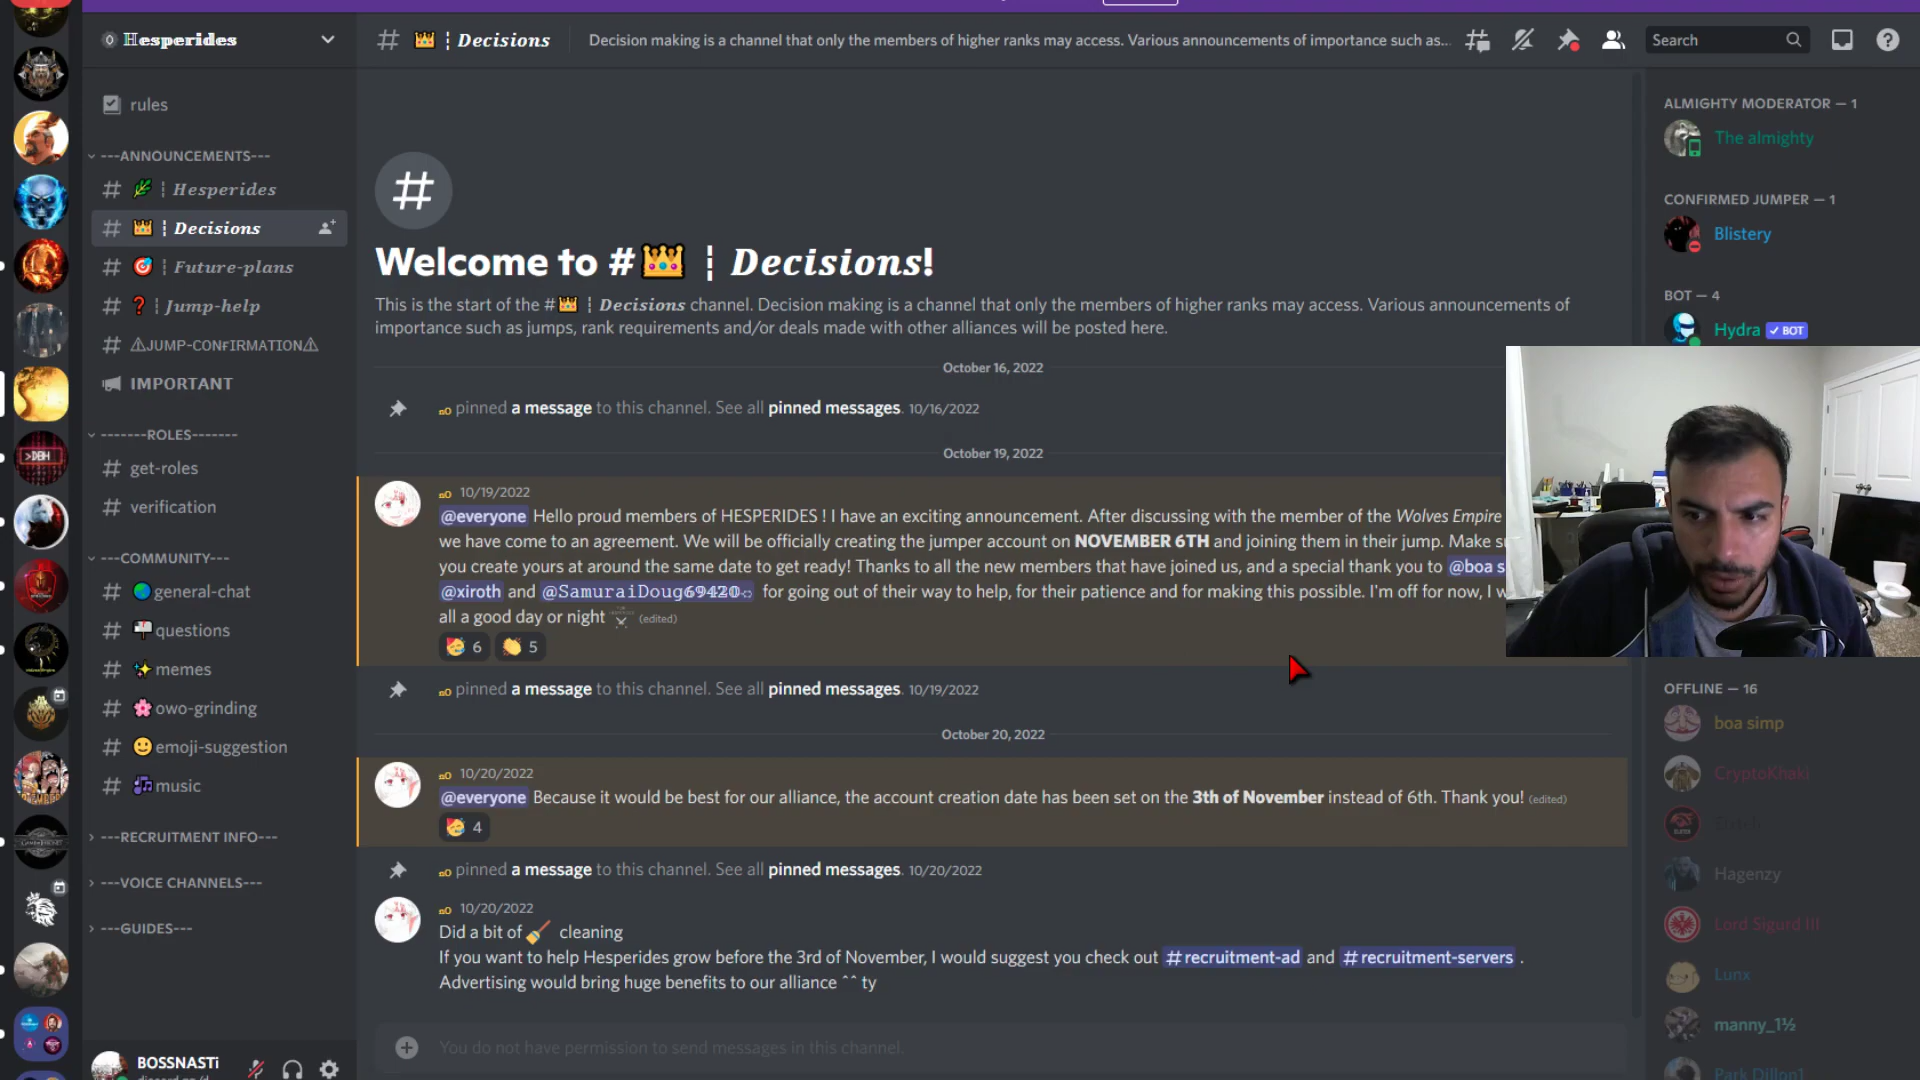 Hesperides
👑 ¦ Decisions
Decision making is a channel that only the members of higher ranks may access. Various announcements of importance such as...
Search
rules
---ANNOUNCEMENTS---
¦ Hesperides
👑 ¦ Decisions
🎯 ¦ Future-plans
❓ ¦ Jump-help
⚠JUMP-CONFIRMATION⚠
IMPORTANT
-------ROLES-------
get-roles
verification
---COMMUNITY---
general-chat
questions
memes
owo-grinding
emoji-suggestion
music
---RECRUITMENT INFO---
---VOICE CHANNELS---
---GUIDES---
BOSSNASTi
Welcome to #👑 ¦ Decisions!
This is the start of the #👑 ¦ Decisions channel. Decision making is a channel that only the members of higher ranks may access. Various announcements of
importance such as jumps, rank requirements and/or deals made with other alliances will be posted here.
October 16, 2022
pinned a message to this channel. See all pinned messages. 10/16/2022
October 19, 2022
10/19/2022
@everyone Hello proud members of HESPERIDES ! I have an exciting announcement. After discussing with the member of the Wolves Empire
we have come to an agreement. We will be officially creating the jumper account on NOVEMBER 6TH and joining them in their jump. Make
you create yours at around the same date to get ready! Thanks to all the new members that have joined us, and a special thank you to @boa
@xiroth and @SamuraiDoug69420 for going out of their way to help, for their patience and for making this possible. I'm off for now, I
all a good day or night (edited)
6 5
pinned a message to this channel. See all pinned messages. 10/19/2022
October 20, 2022
10/20/2022
@everyone Because it would be best for our alliance, the account creation date has been set on the 3th of November instead of 6th. Thank you! (edited)
4
pinned a message to this channel. See all pinned messages. 10/20/2022
10/20/2022
Did a bit of 🧹 cleaning
If you want to help Hesperides grow before the 3rd of November, I would suggest you check out #recruitment-ad and #recruitment-servers .
Advertising would bring huge benefits to our alliance ^^ ty
You do not have permission to send messages in this channel.
ALMIGHTY MODERATOR — 1
The almighty
CONFIRMED JUMPER — 1
Blistery
BOT — 4
Hydra ✓ BOT
OFFLINE — 16
boa simp
CryptoKhaki
Hagenzy
Lord Sigurd III
Lunx
manny_1½
Park Dillon1